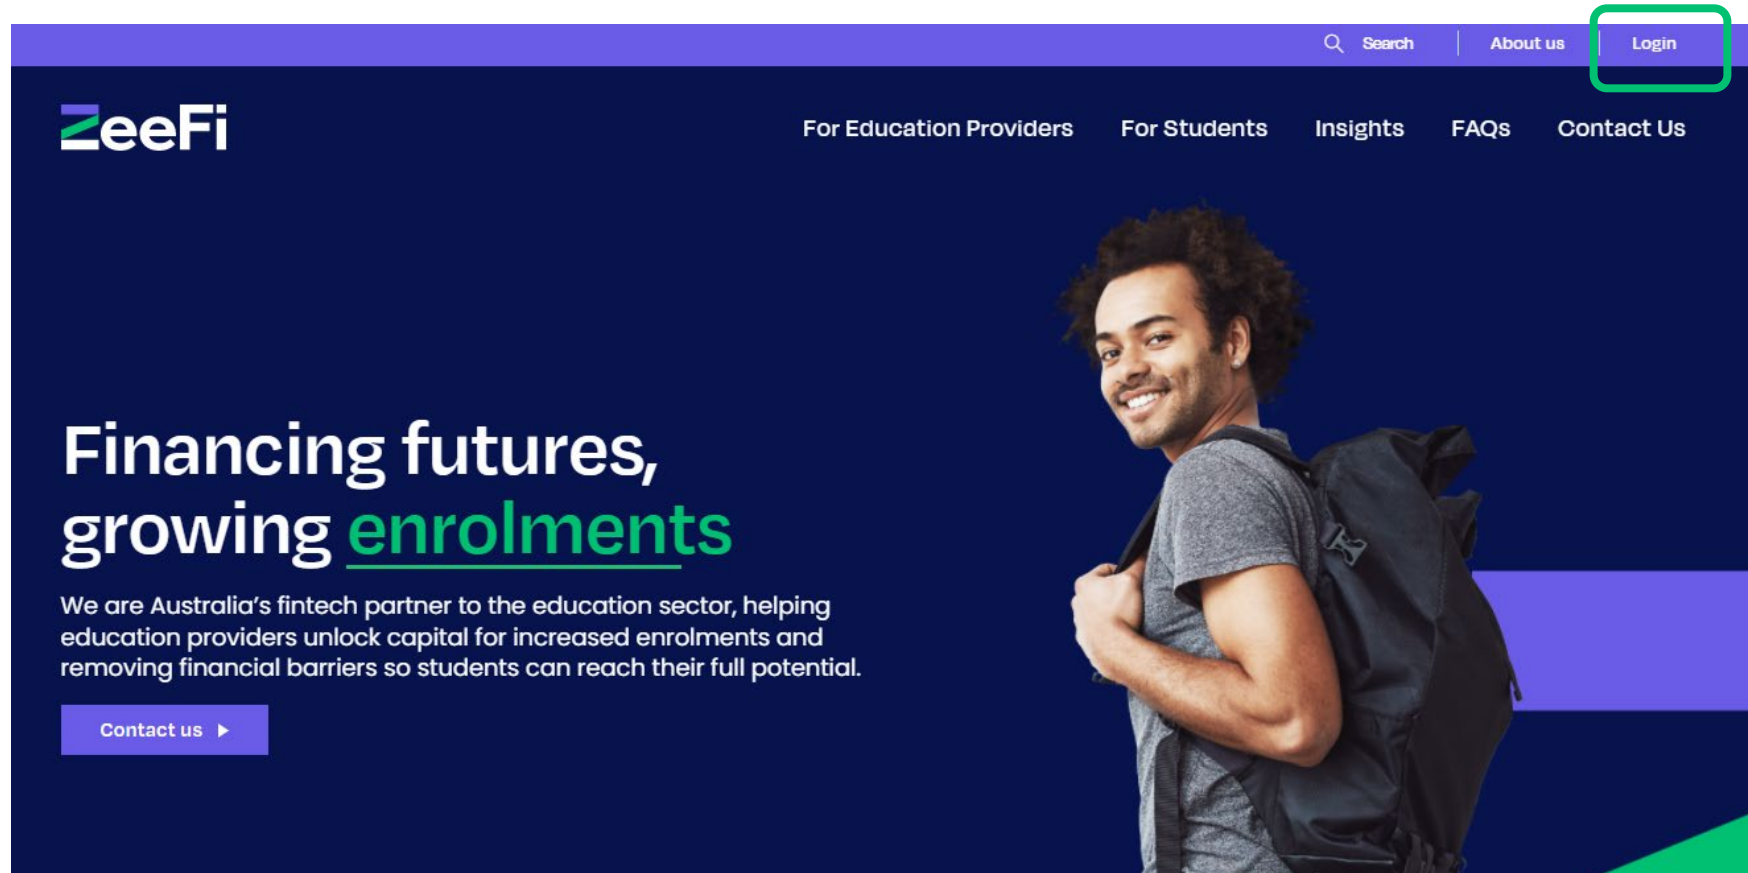 Search
About us
Login
ZeeFi
For Education Providers
For Students
Insights
FAQs
Contact Us
Financing futures,
growing enrolments
We are Australia’s fintech partner to the education sector, helping
education providers unlock capital for increased enrolments and
removing financial barriers so students can reach their full potential.
Contact us